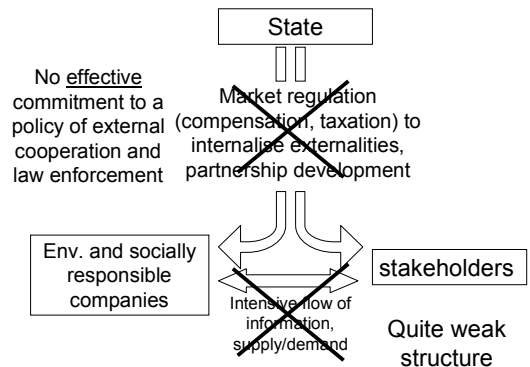 State
No effective
commitment to a
policy of external
cooperation and
law enforcement
Market regulation
(compensation, taxation) to
internalise externalities,
partnership development
Env. and socially
responsible
companies
stakeholders
Intensive flow of
information,
supply/demand
Quite weak
structure